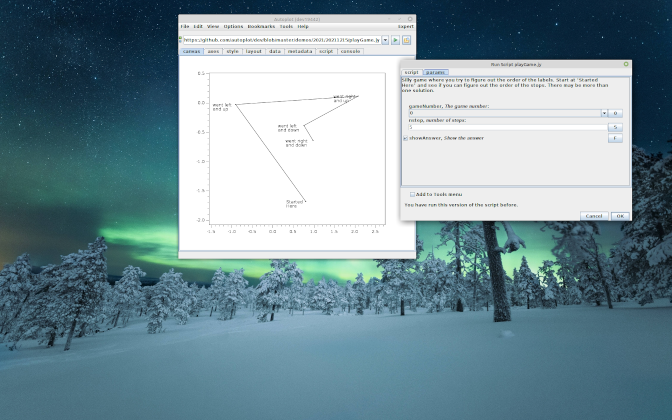 Autoplot (dev/html)
File Edit View Options Bookmarks Tools Help Expert
https://github.com/autoplot/dev/blob/master/demos/2021/20211215/playGame.jy
canvas axes style layout data metadata script console
0.5
0.0
0.5
1.0
1.5
-2.0
-1.5 -1.0 -0.5 0.0 0.5 1.0 1.5 2.0 2.5
went left
and up
went right
and up
went left
and down
went right
and down
Started
Here
Run Script playGame.jy
script params
Silly game where you try to figure out the order of the labels. Start at 'Started
Here' and see if you can figure out the order of the steps. There may be more than
one solution.
gameNumber, The game number:
0 0
nstep, number of steps:
5 5
showAnswer, Show the answer F
Add to Tools menu
You have run this version of the script before.
Cancel OK